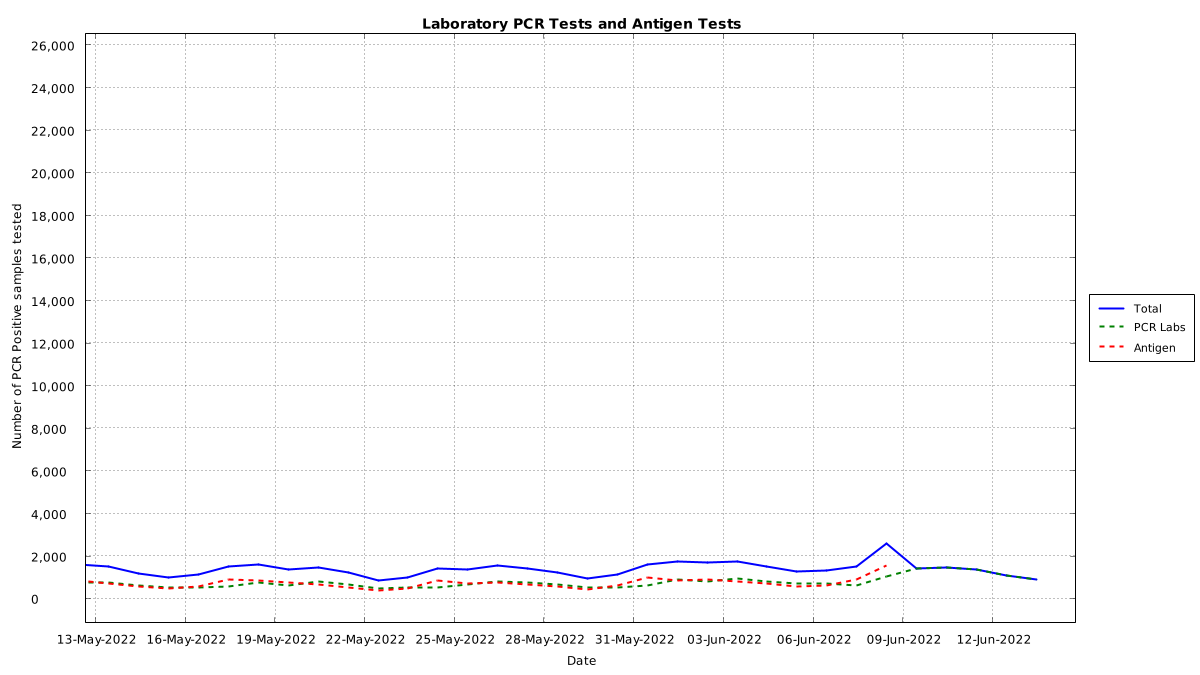 Laboratory PCR Tests and Antigen Tests
26,000
24,000
22,000
20,000
18,000
16,000
14,000
12,000
10,000
8,000
6,000
4,000
2,000
0
Number of PCR Positive samples tested
13-May-2022 16-May-2022 19-May-2022 22-May-2022 25-May-2022 28-May-2022 31-May-2022 03-Jun-2022 06-Jun-2022 09-Jun-2022 12-Jun-2022
Date
Total
PCR Labs
Antigen